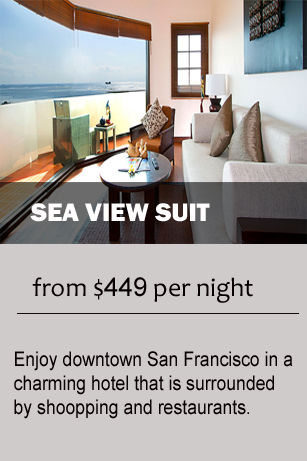 SEA VIEW SUIT
from $449 per night
Enjoy downtown San Francisco in a
charming hotel that is surrounded
by shoopping and restaurants.